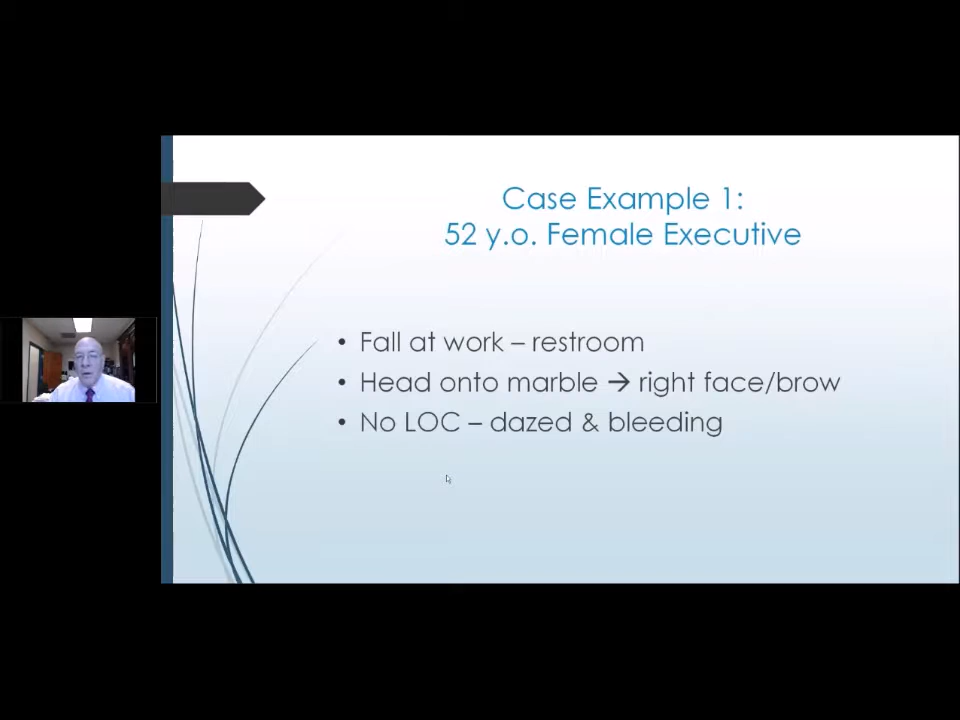 Case Example 1:
52 y.o. Female Executive
• Fall at work – restroom
• Head onto marble → right face/brow
• No LOC – dazed & bleeding